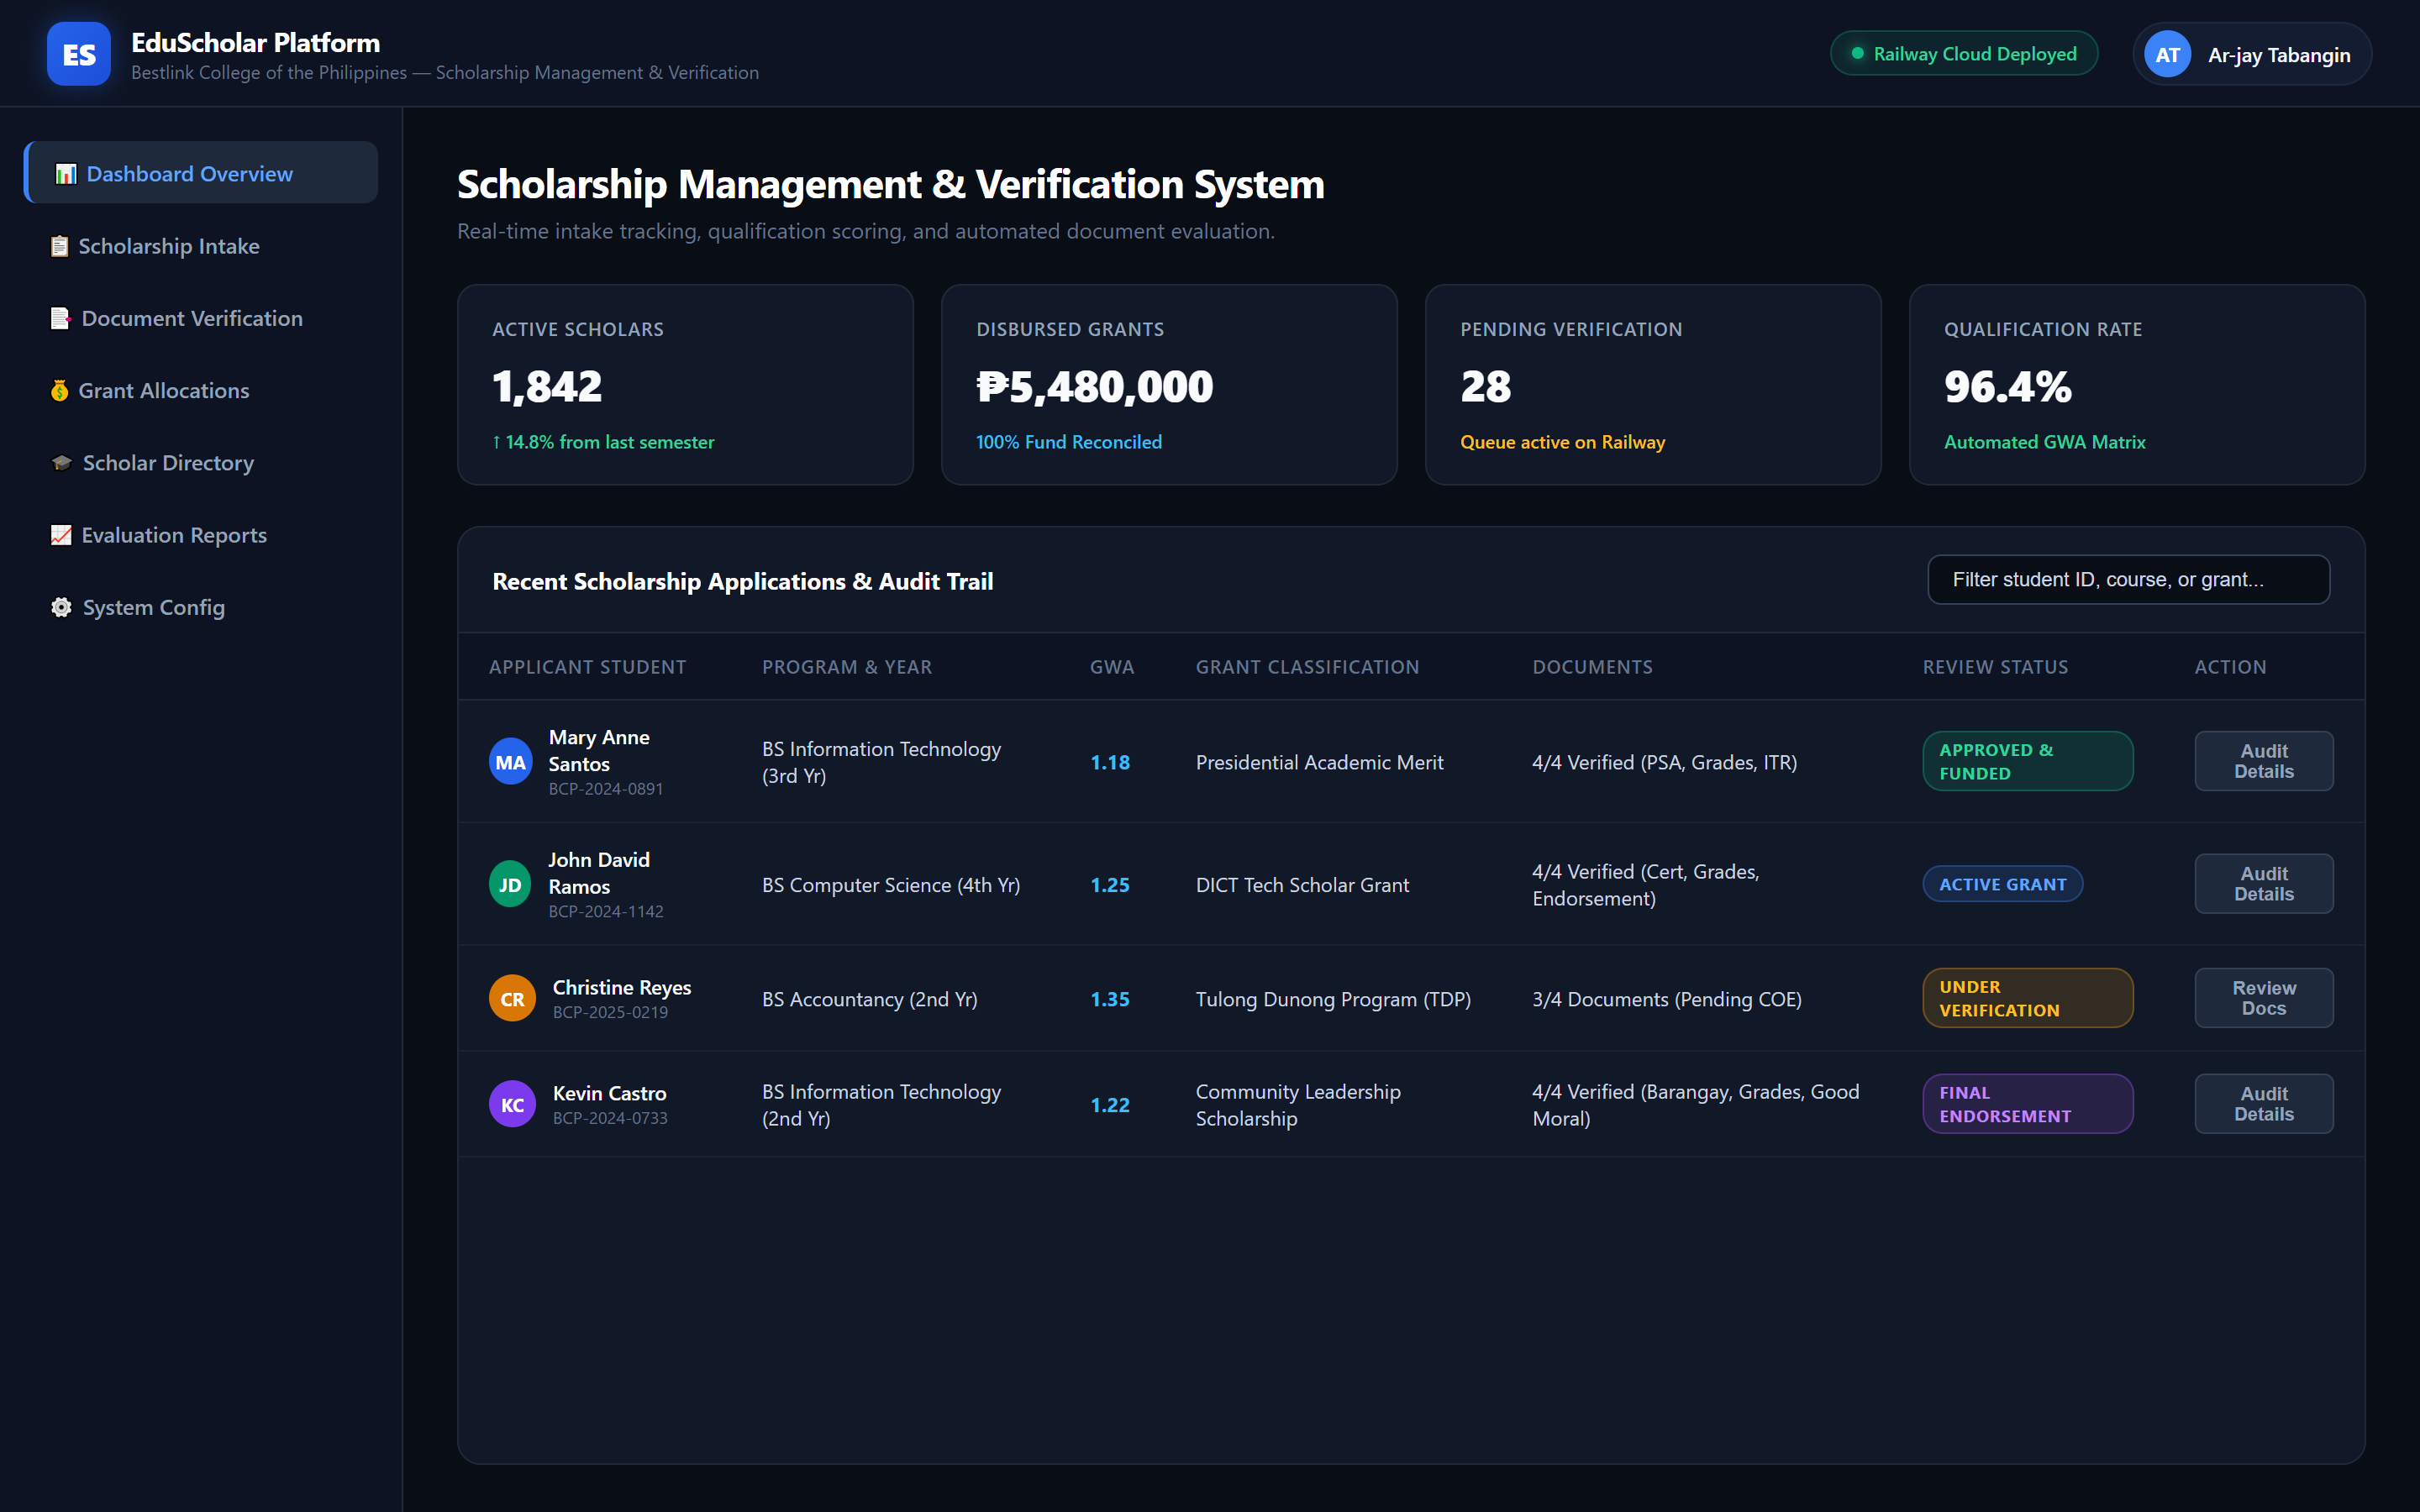 ES
EduScholar Platform
Bestlink College of the Philippines — Scholarship Management & Verification
Railway Cloud Deployed
AT
Ar-jay Tabangin
Dashboard Overview
Scholarship Intake
Document Verification
Grant Allocations
Scholar Directory
Evaluation Reports
System Config
Scholarship Management & Verification System
Real-time intake tracking, qualification scoring, and automated document evaluation.
ACTIVE SCHOLARS
1,842
↑ 14.8% from last semester
DISBURSED GRANTS
₱5,480,000
100% Fund Reconciled
PENDING VERIFICATION
28
Queue active on Railway
QUALIFICATION RATE
96.4%
Automated GWA Matrix
Recent Scholarship Applications & Audit Trail
Filter student ID, course, or grant...
APPLICANT STUDENT
PROGRAM & YEAR
GWA
GRANT CLASSIFICATION
DOCUMENTS
REVIEW STATUS
ACTION
MA
Mary Anne
Santos
BCP-2024-0891
BS Information Technology
(3rd Yr)
1.18
Presidential Academic Merit
4/4 Verified (PSA, Grades, ITR)
APPROVED &
FUNDED
Audit
Details
JD
John David
Ramos
BCP-2024-1142
BS Computer Science (4th Yr)
1.25
DICT Tech Scholar Grant
4/4 Verified (Cert, Grades,
Endorsement)
ACTIVE GRANT
Audit
Details
CR
Christine Reyes
BCP-2025-0219
BS Accountancy (2nd Yr)
1.35
Tulong Dunong Program (TDP)
3/4 Documents (Pending COE)
UNDER
VERIFICATION
Review
Docs
KC
Kevin Castro
BCP-2024-0733
BS Information Technology
(2nd Yr)
1.22
Community Leadership
Scholarship
4/4 Verified (Barangay, Grades, Good
Moral)
FINAL
ENDORSEMENT
Audit
Details